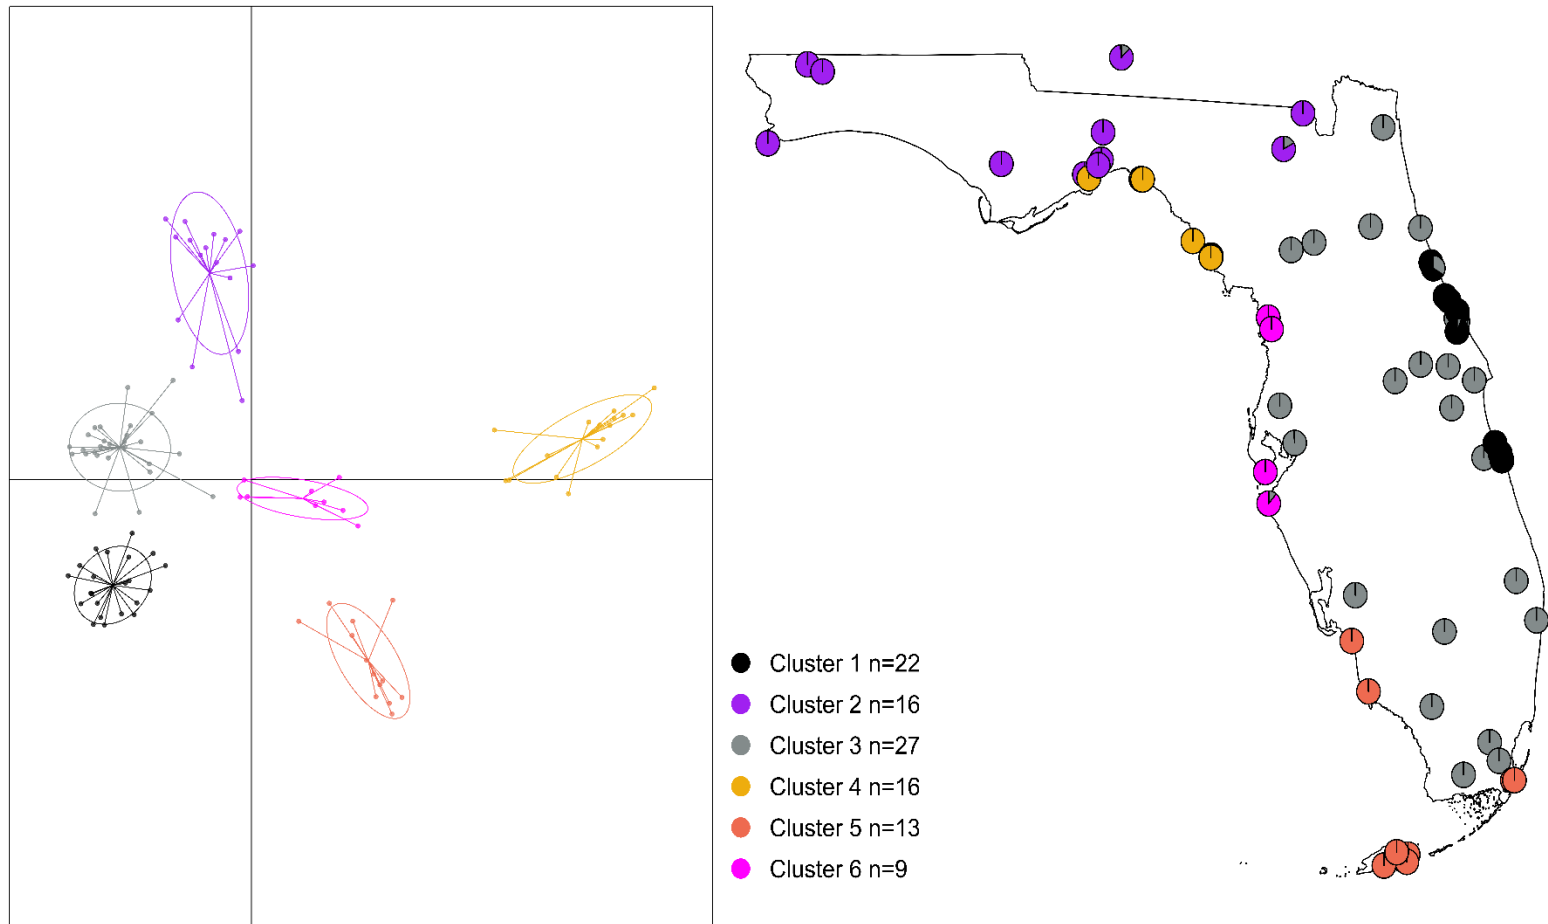 Cluster 1 n=22
Cluster 2 n=16
Cluster 3 n=27
Cluster 4 n=16
Cluster 5 n=13
Cluster 6 n=9